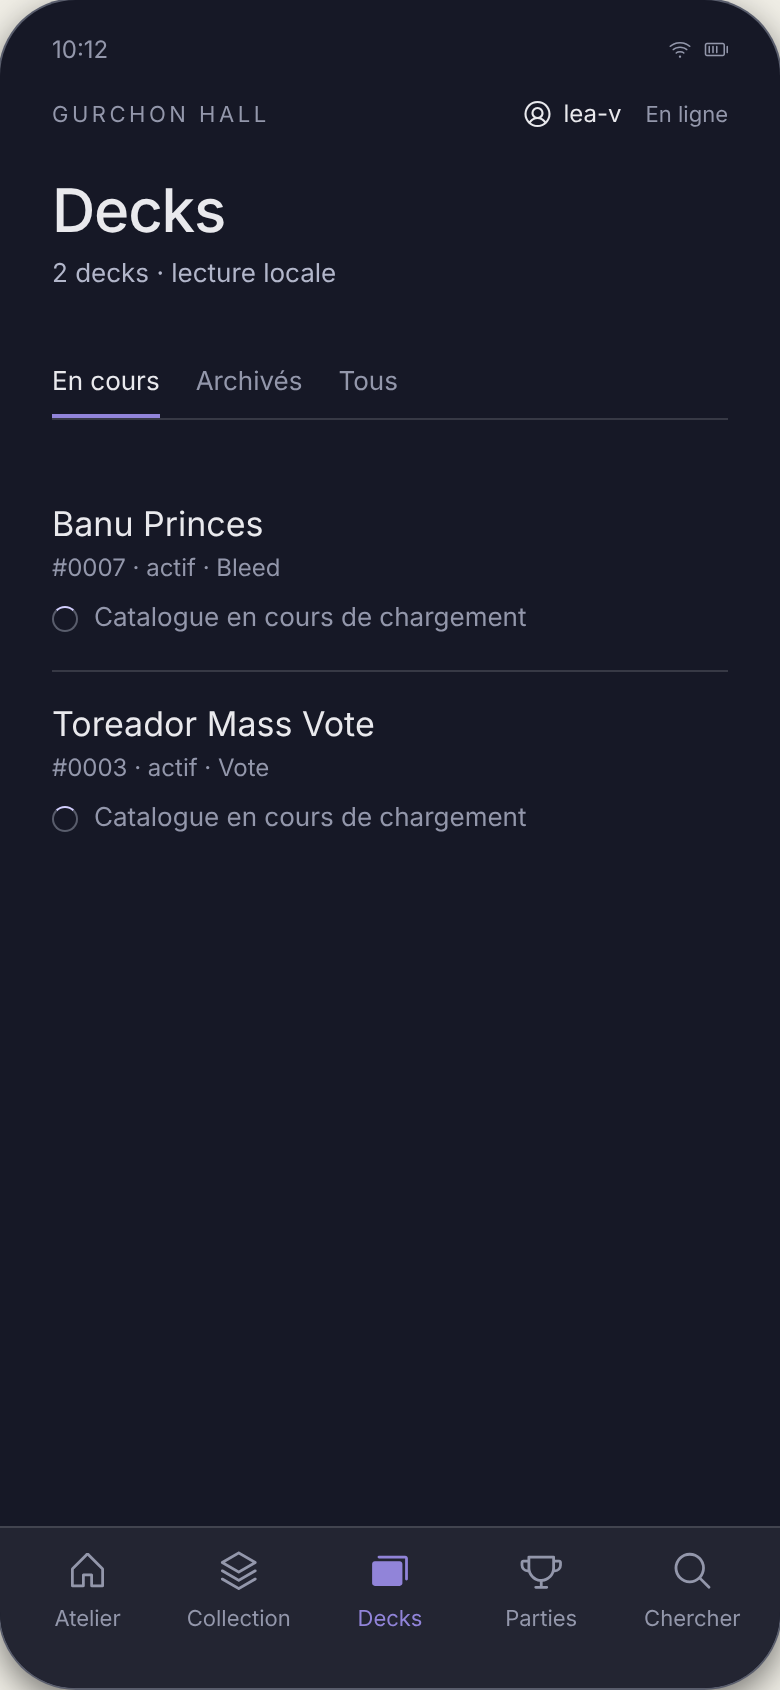 10:12
GURCHON HALL lea-v En ligne
Decks
2 decks · lecture locale
En cours Archivés Tous
Banu Princes
#0007 · actif · Bleed
Catalogue en cours de chargement
Toreador Mass Vote
#0003 · actif · Vote
Catalogue en cours de chargement
Atelier Collection Decks Parties Chercher